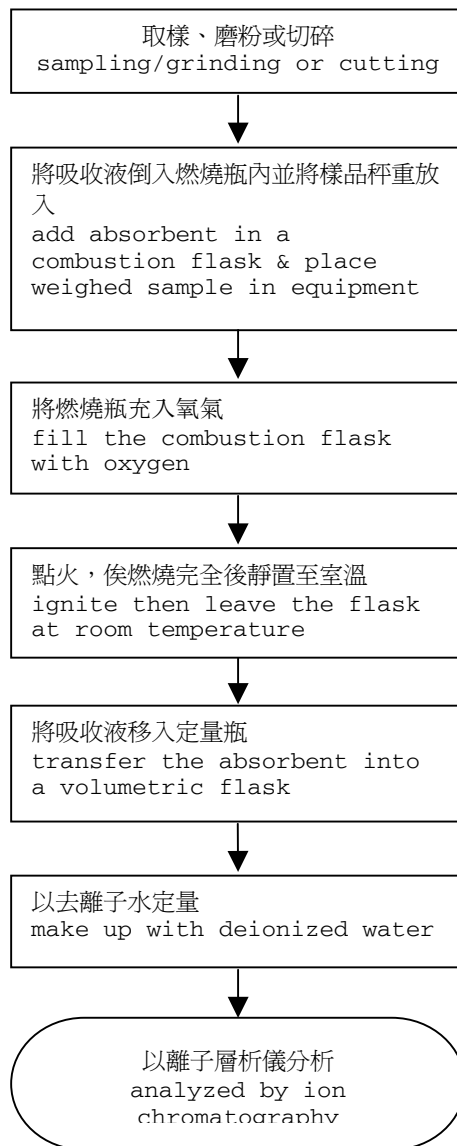 取樣、磨粉或切碎
sampling/grinding or cutting
將吸收液倒入燃燒瓶內並將樣品秤重放
入
add absorbent in a
combustion flask & place
weighed sample in equipment
將燃燒瓶充入氧氣
fill the combustion flask
with oxygen
點火，俟燃燒完全後靜置至室溫
ignite then leave the flask
at room temperature
將吸收液移入定量瓶
transfer the absorbent into
a volumetric flask
以去離子水定量
make up with deionized water
以離子層析儀分析
analyzed by ion
chromatography